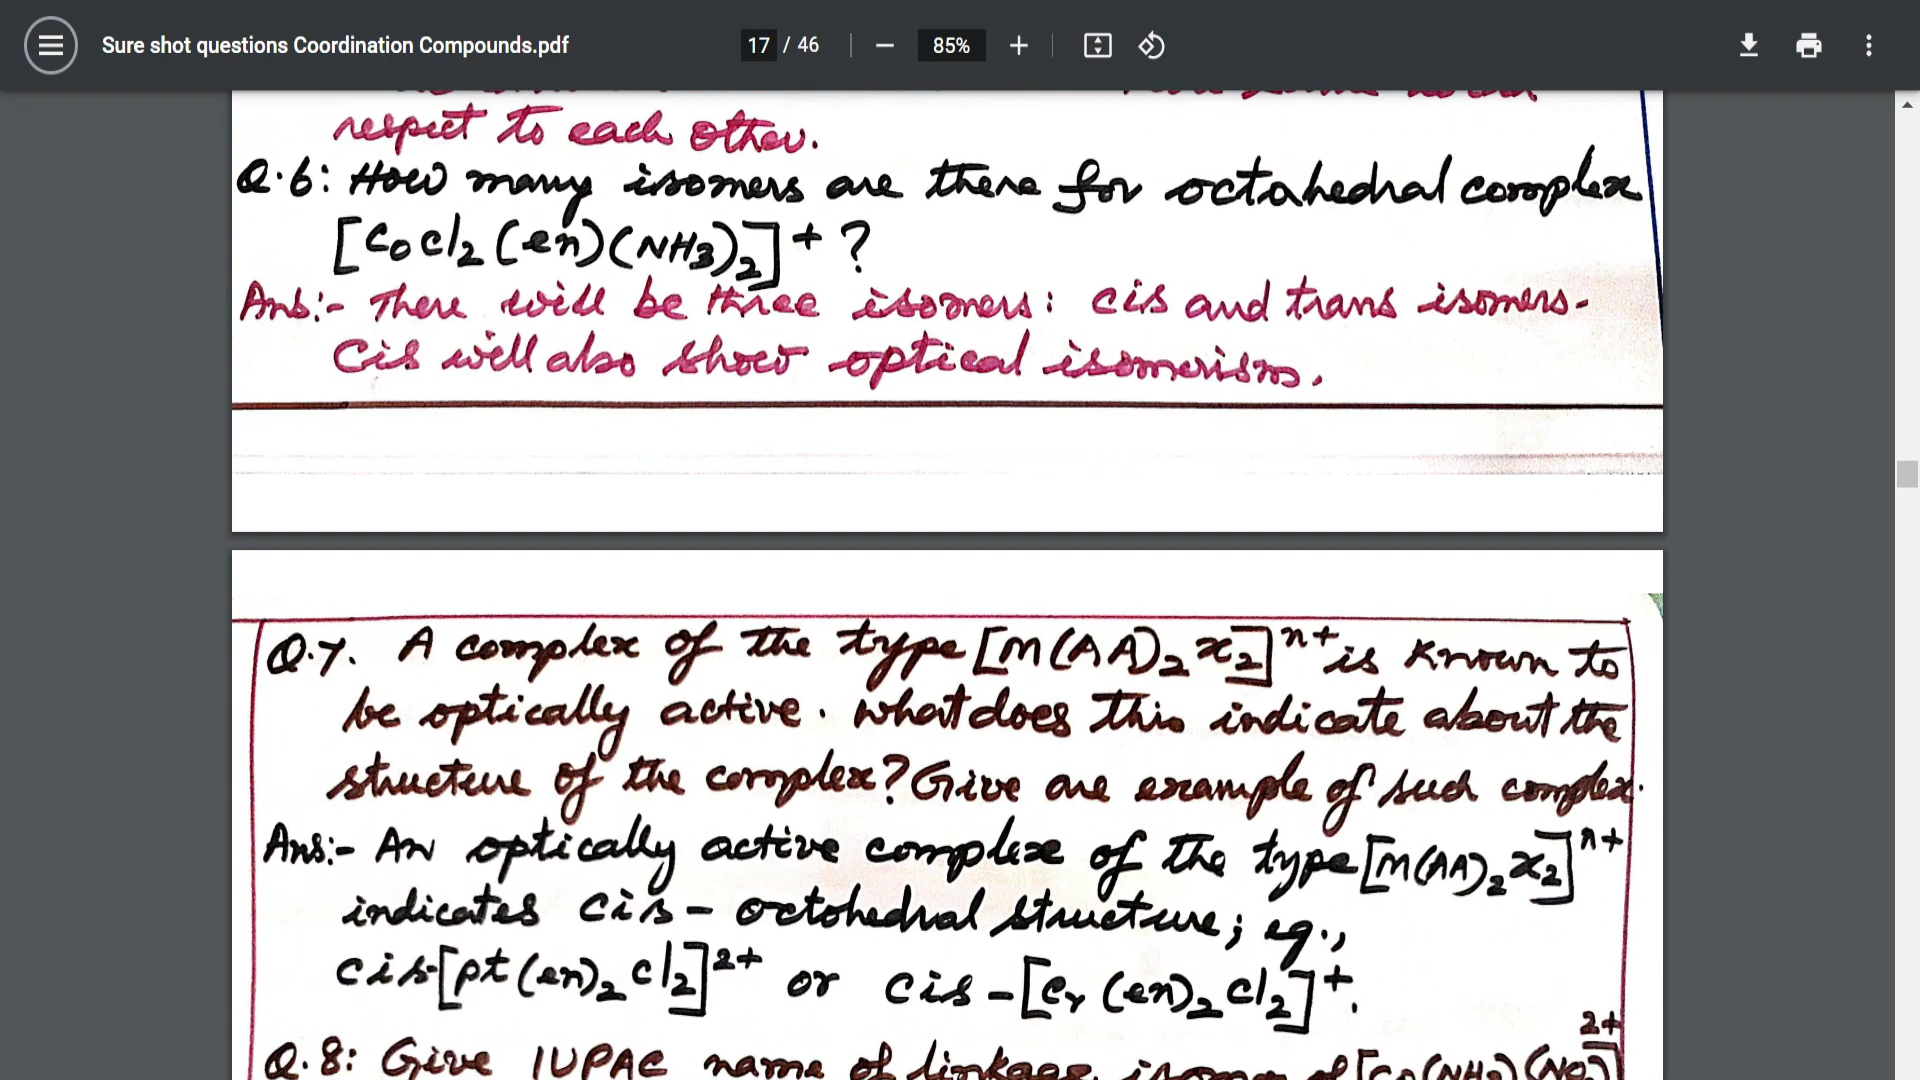 Sure shot questions Coordination Compounds.pdf
17 / 46
85%
respect to each other.
Q.6: How many isomers are there for octahedral complex
[CoCl2(en)(NH3)2]+ ?
Ans:- There will be three isomers: cis and trans isomers-
Cis will also show optical isomerism.
Q.7. A complex of the type [M(AA)2X2]n+ is known to
be optically active. What does this indicate about the
structure of the complex? Give one example of such complex.
Ans:- An optically active complex of the type [M(AA)2X2]n+
indicates cis-octohedral structure; eg.,
cis-[pt(en)2Cl2]2+ or cis-[Cr(en)2Cl2]+.
Q.8: Give IUPAC name of linkage isomer of
2+